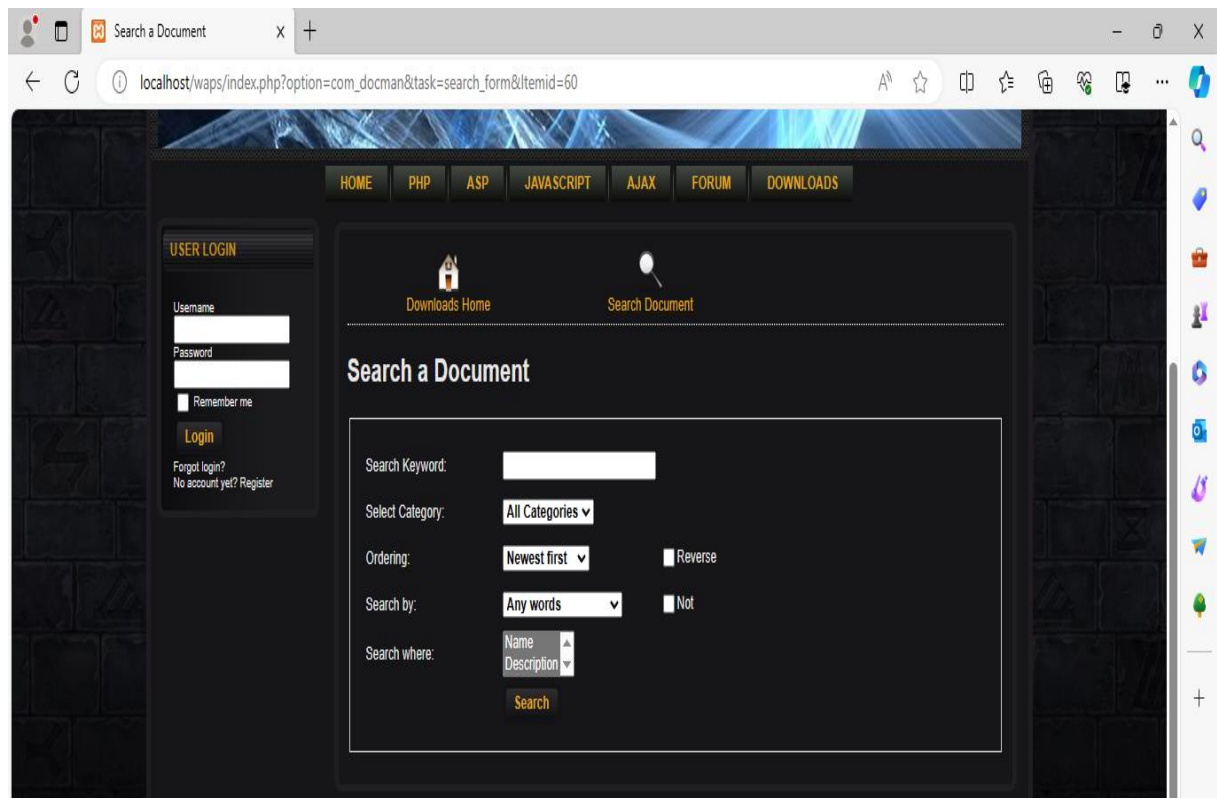 Search a Document
localhost/waps/index.php?option=com_docman&task=search_form&Itemid=60
HOME PHP ASP JAVASCRIPT AJAX FORUM DOWNLOADS
USER LOGIN
Username
Password
Remember me
Login
Forgot login?
No account yet? Register
Downloads Home Search Document
Search a Document
Search Keyword:
Select Category: All Categories
Ordering: Newest first Reverse
Search by: Any words Not
Search where: Name
Description
Search